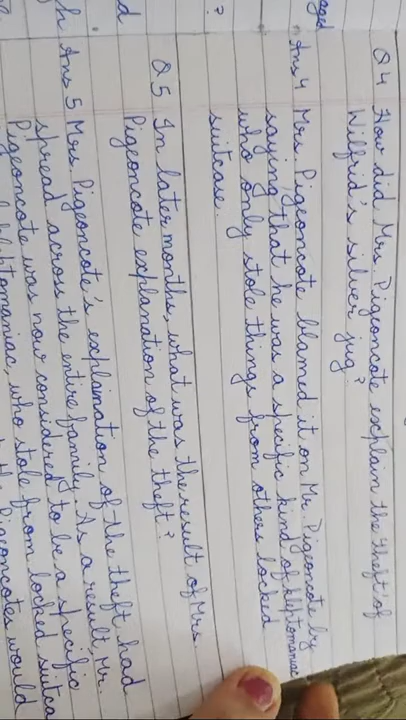 Q4 How did Mrs. Pigeoncote explain the theft of
Wilfrid's silver jug?
Ans 4 Mrs. Pigeoncote blamed it on Mr Pigeoncote by
saying that he was a specific kind of kleptomaniac
who only stole things from others locked
suitcase.
Q5 In later months, what was the result of Mrs.
Pigeoncote explanation of the theft?
Ans 5 Mrs. Pigeoncote's explimation of the theft had
spread across the entire family. As a result, Mr.
Pigeoncote was now considered to be a specific
kleptomaniac, who stole from locked suitca
Pigeoncotes would